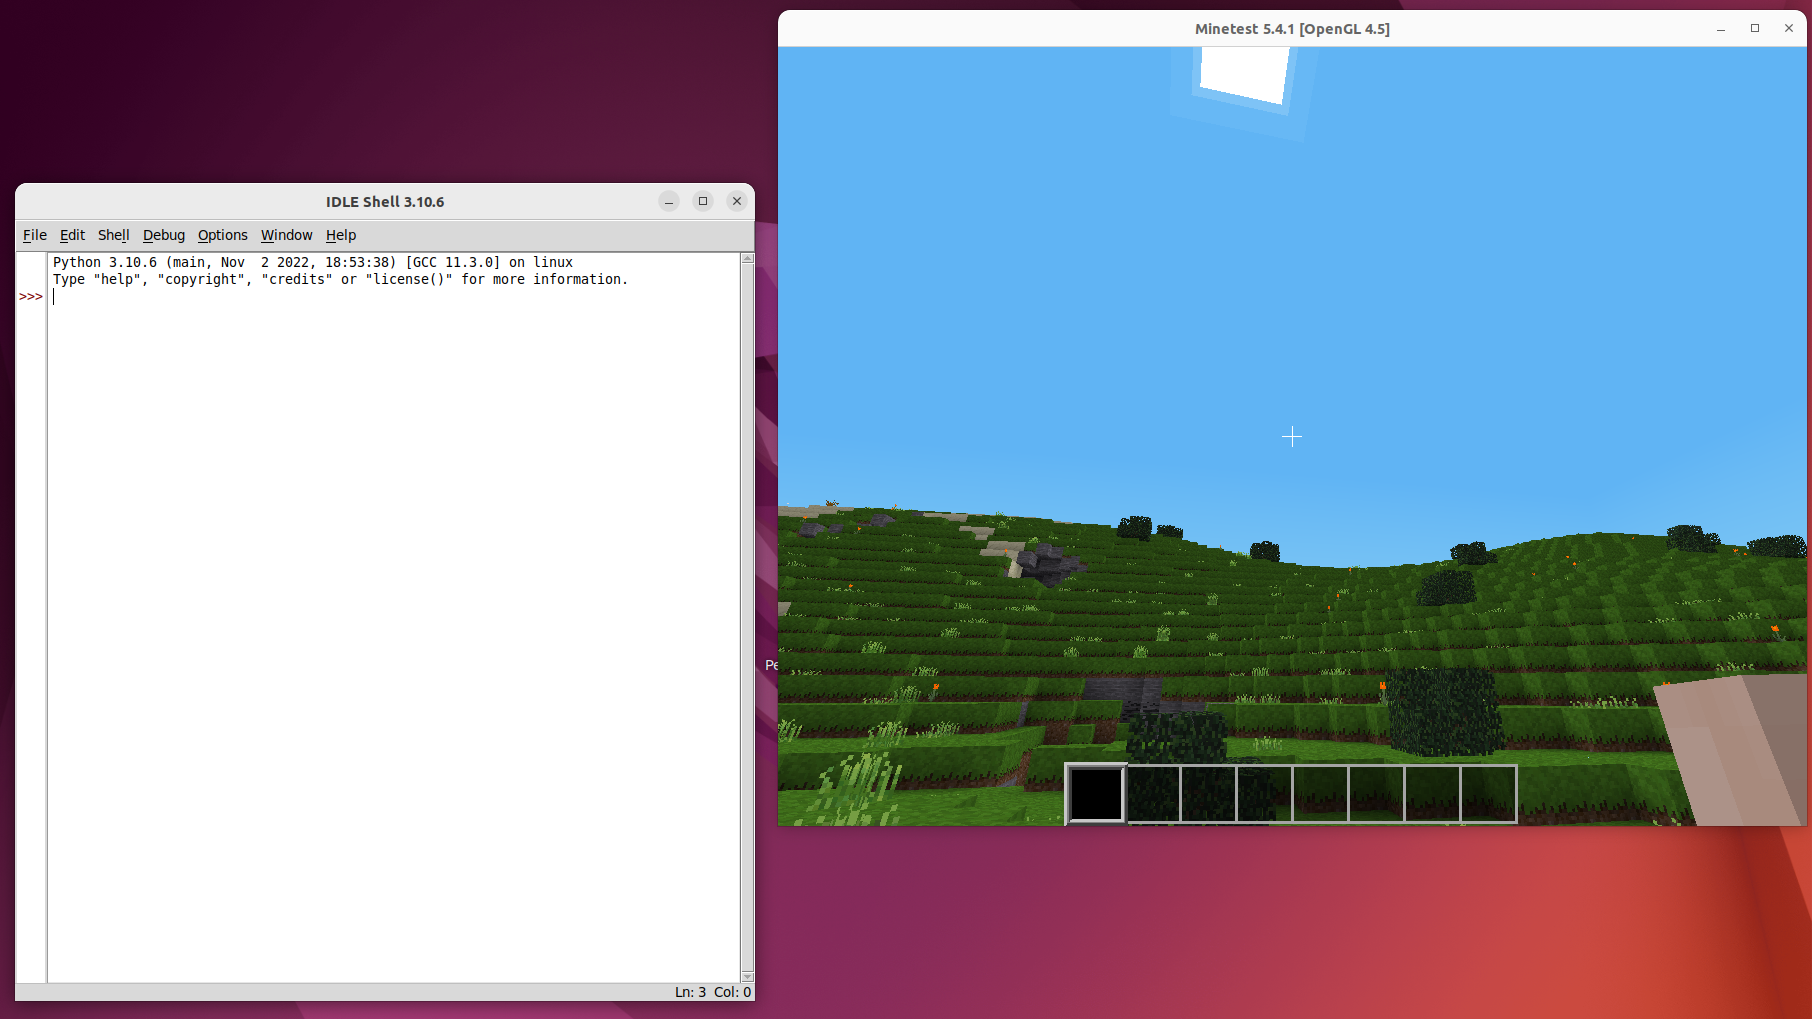 Minetest 5.4.1 [OpenGL 4.5]
IDLE Shell 3.10.6
File Edit Shell Debug Options Window Help
Python 3.10.6 (main, Nov  2 2022, 18:53:38) [GCC 11.3.0] on linux
Type "help", "copyright", "credits" or "license()" for more information.
>>>
Pe
Ln: 3 Col: 0